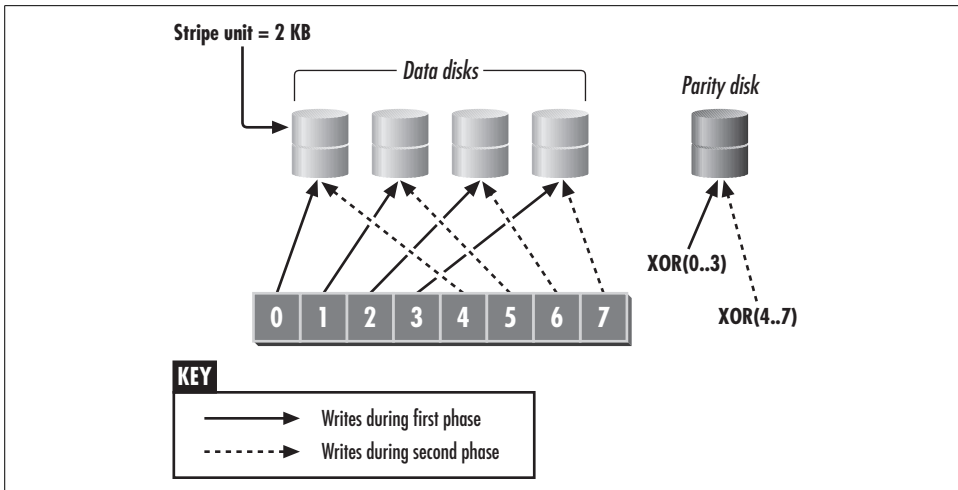 Stripe unit = 2 KB
Data disks
Parity disk
XOR(0..3)
XOR(4..7)
0 1 2 3 4 5 6 7
KEY
Writes during first phase
Writes during second phase